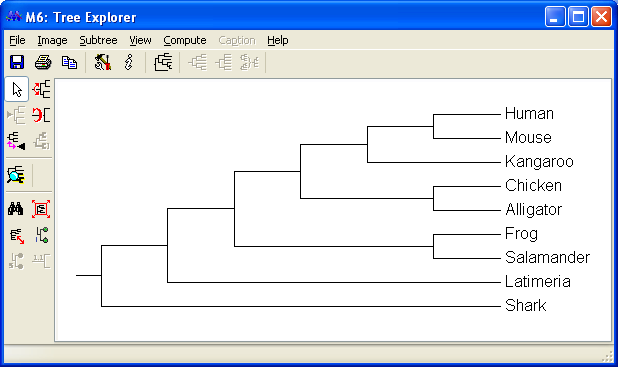 M6: Tree Explorer
File Image Subtree View Compute Caption Help
Human
Mouse
Kangaroo
Chicken
Alligator
Frog
Salamander
Latimeria
Shark